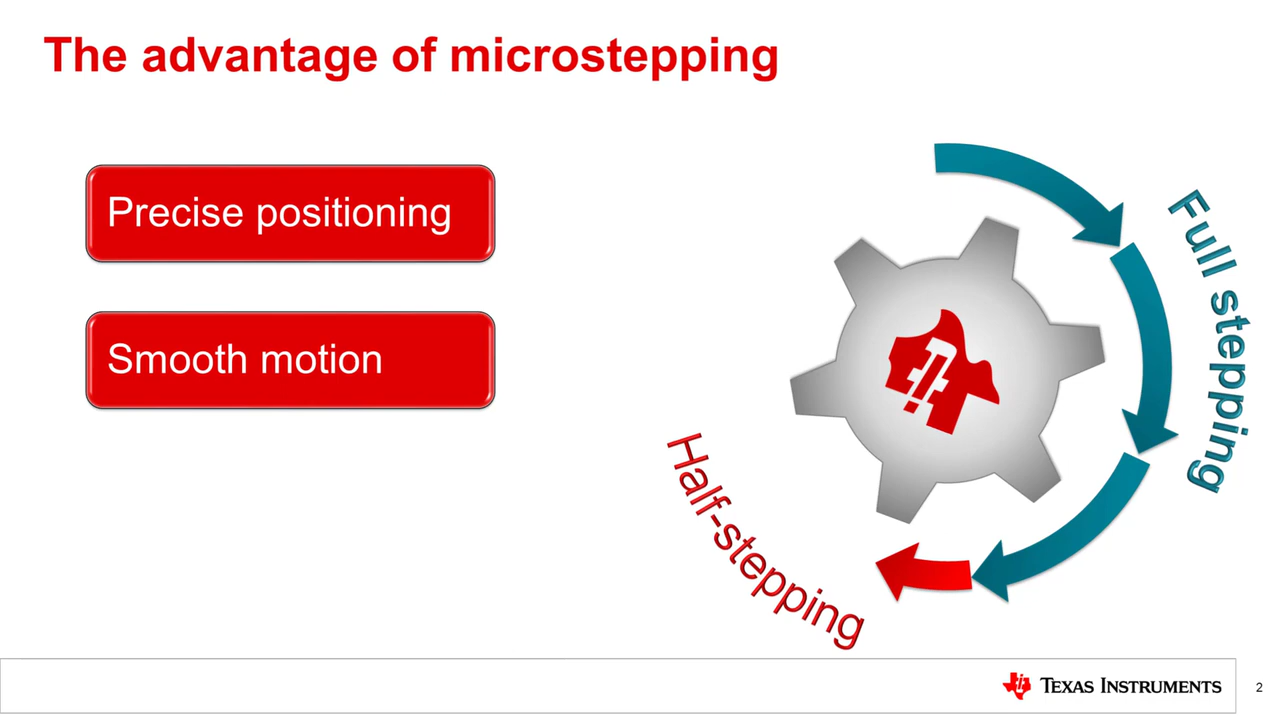 The advantage of microstepping
Precise positioning
Smooth motion
Full stepping
Half-stepping
TEXAS INSTRUMENTS
2